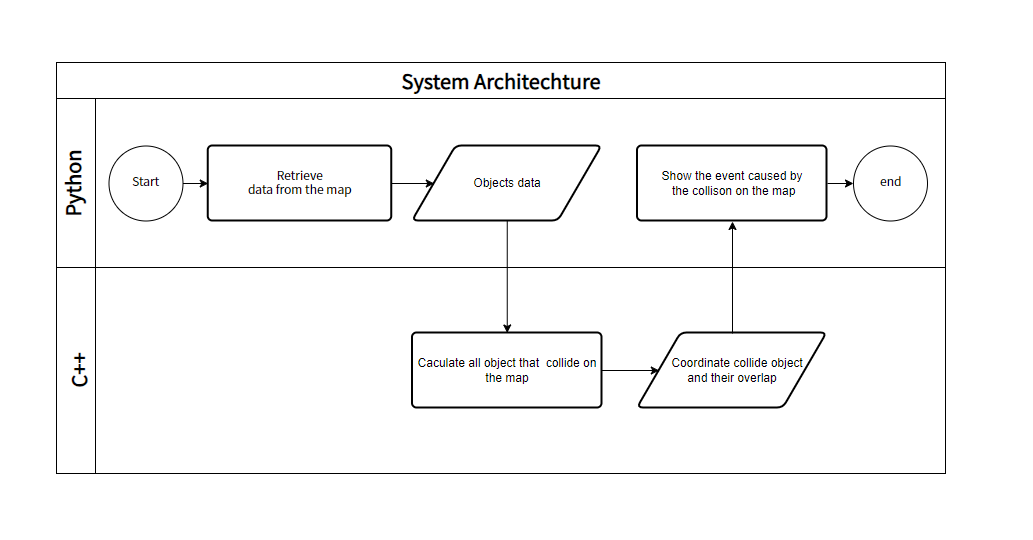 System Architechture
Python
Start
Retrieve
data from the map
Objects data
Show the event caused by
the collison on the map
end
C++
Caculate all object that  collide on
the map
Coordinate collide object
and their overlap